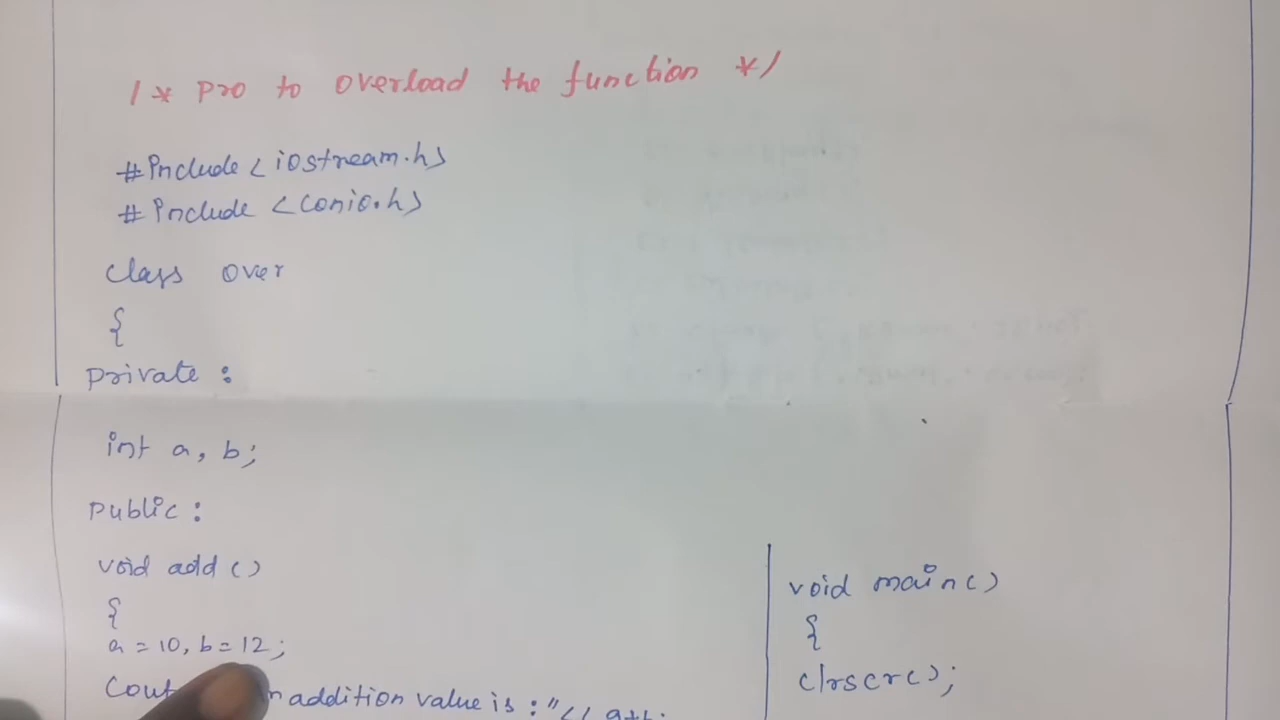 /* pro to overload the function */
#include <iostream.h>
#include <conio.h>
class over
{
private :
int a, b;
public :
void add ()
{
a = 10, b = 12;
Cout addition value is : "<<
void main()
{
clrscr();